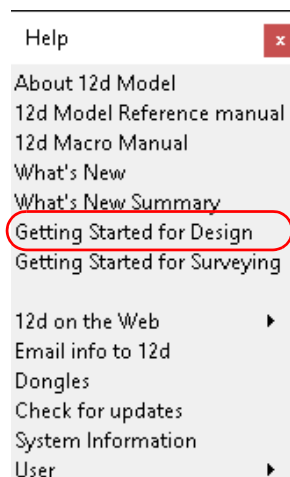 Help
x
About 12d Model
12d Model Reference manual
12d Macro Manual
What's New
What's New Summary
Getting Started for Design
Getting Started for Surveying
12d on the Web
Email info to 12d
Dongles
Check for updates
System Information
User